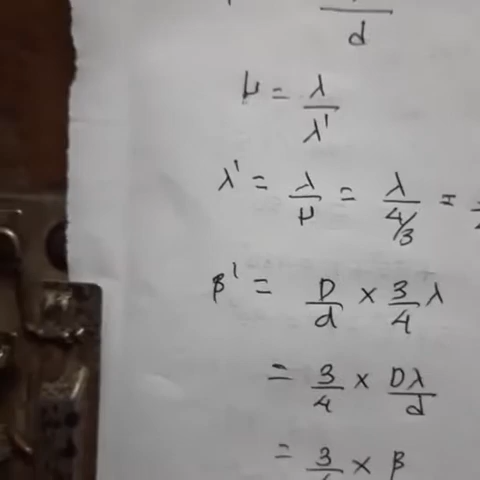 d
μ = λ/λ'
λ' = λ/μ = λ/4/3 =
β' = D/d × 3/4 λ
= 3/4 × Dλ/d
= 3/4 × β